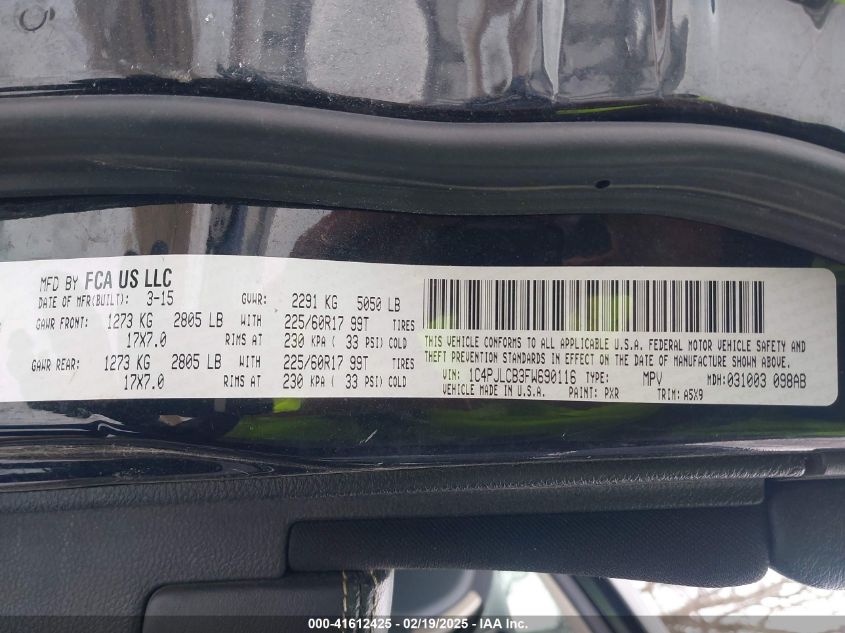 MFD BY FCA US LLC
DATE OF MFR(BUILT): 3-15 GVWR: 2291 KG 5050 LB
GAWR FRONT: 1273 KG 2805 LB WITH 225/60R17 99T TIRES
17X7.0 RIMS AT 230 KPA ( 33 PSI) COLD
GAWR REAR: 1273 KG 2805 LB WITH 225/60R17 99T TIRES
17X7.0 RIMS AT 230 KPA ( 33 PSI) COLD
THIS VEHICLE CONFORMS TO ALL APPLICABLE U.S.A. FEDERAL MOTOR VEHICLE SAFETY AND
THEFT PREVENTION STANDARDS IN EFFECT ON THE DATE OF MANUFACTURE SHOWN ABOVE.
VIN: 1C4PJLCB3FW690116 TYPE: MPV MDH: 031003 098AB
VEHICLE MADE IN U.S.A. PAINT: PXR TRIM: A5X9
000-41612425 - 02/19/2025 - IAA Inc.